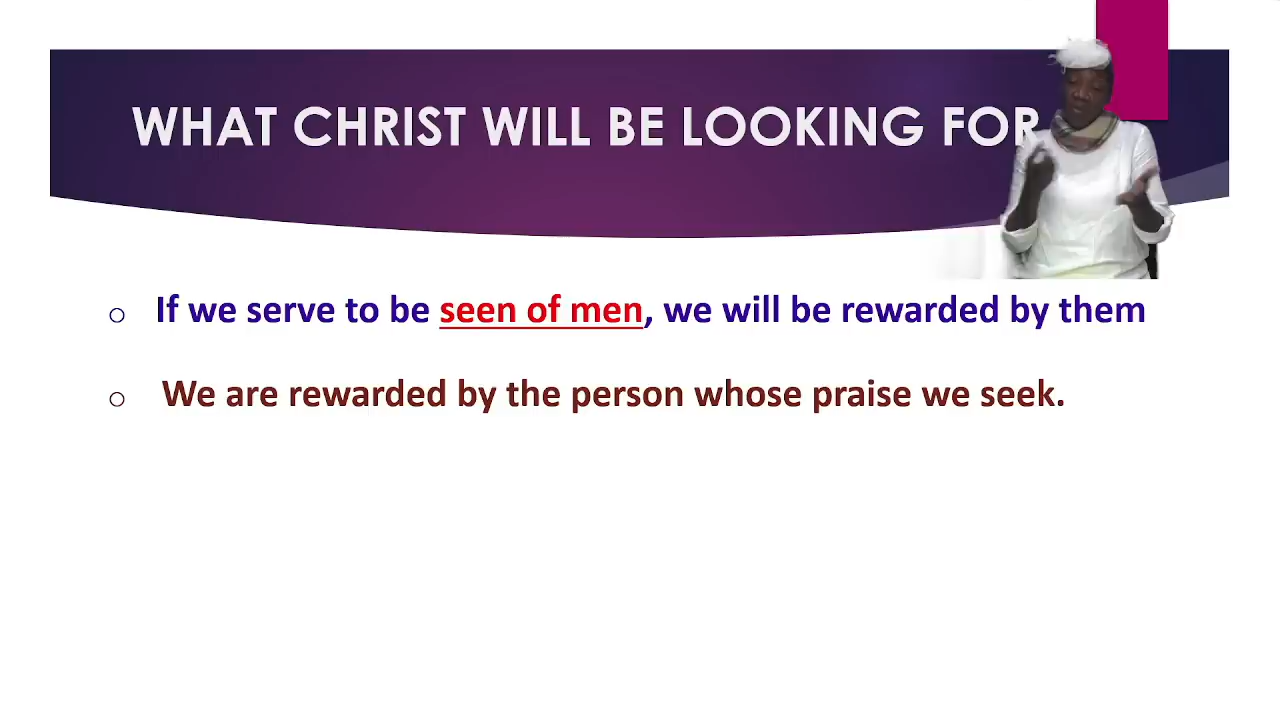 WHAT CHRIST WILL BE LOOKING FOR
If we serve to be seen of men, we will be rewarded by them
We are rewarded by the person whose praise we seek.